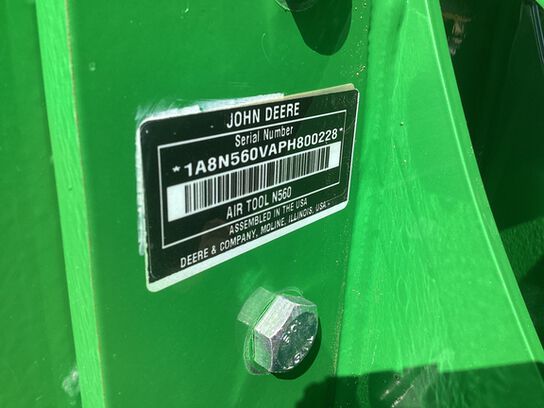 JOHN DEERE
Serial Number
*1A8N560VAPH800228*
AIR TOOL N560
ASSEMBLED IN THE USA
DEERE & COMPANY, MOLINE, ILLINOIS, USA